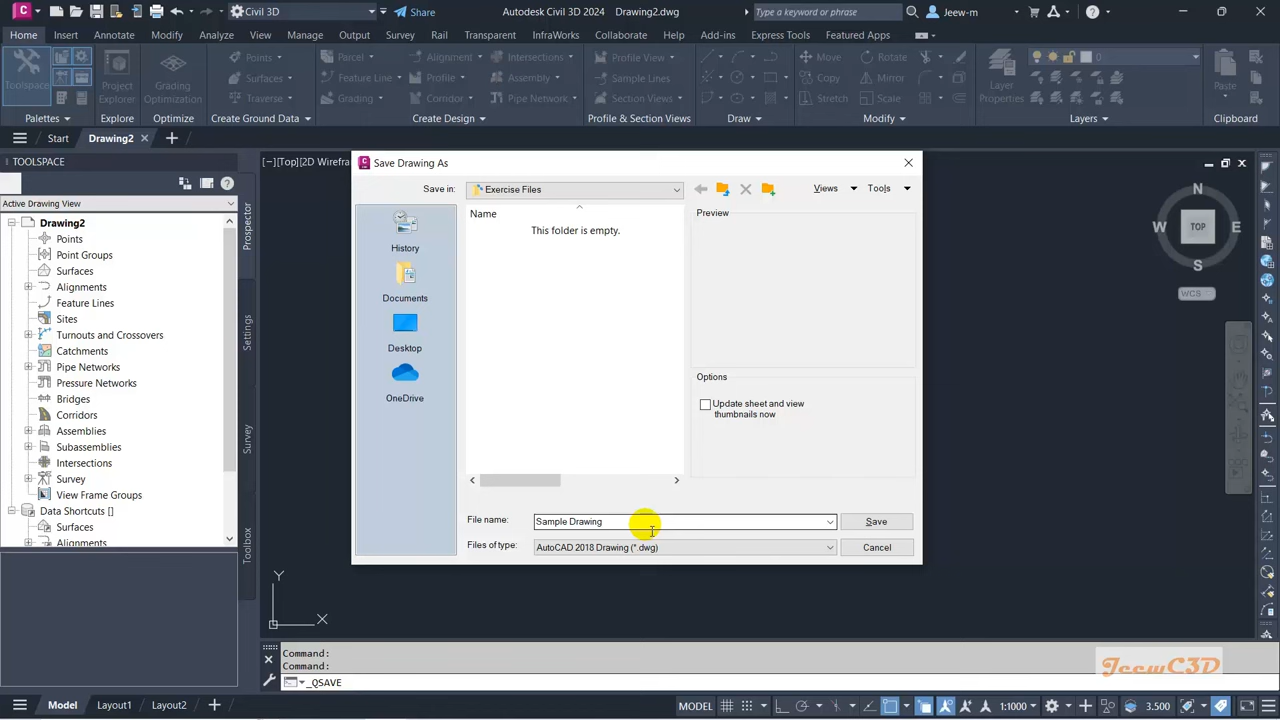 C
Civil 3D
Share
Autodesk Civil 3D 2024 Drawing2.dwg
Type a keyword or phrase
Jeew-m
Home Insert Annotate Modify Analyze View Manage Output Survey Rail Transparent InfraWorks Collaborate Help Add-ins Express Tools Featured Apps
Toolspace
Project Explorer
Grading Optimization
Points
Surfaces
Traverse
Parcel
Feature Line
Grading
Alignment
Profile
Corridor
Intersections
Assembly
Pipe Network
Profile View
Sample Lines
Section Views
Move
Copy
Stretch
Rotate
Mirror
Scale
Layer Properties
0
Paste
Palettes Explore Optimize Create Ground Data Create Design Profile & Section Views Draw Modify Layers Clipboard
Start
Drawing2
TOOLSPACE
Active Drawing View
Drawing2
Points
Point Groups
Surfaces
Alignments
Feature Lines
Sites
Turnouts and Crossovers
Catchments
Pipe Networks
Pressure Networks
Bridges
Corridors
Assemblies
Subassemblies
Intersections
Survey
View Frame Groups
Data Shortcuts []
Surfaces
Alignments
Prospector
Settings
Survey
Toolbox
[−][Top][2D Wirefra
Save Drawing As
Save in:
Exercise Files
Views
Tools
History
Documents
Desktop
OneDrive
Name
This folder is empty.
Preview
Options
Update sheet and view
thumbnails now
File name:
Sample Drawing
Save
Files of type:
AutoCAD 2018 Drawing (*.dwg)
Cancel
N
W
TOP
E
S
WCS
Y
X
Command:
Command:
_QSAVE
JeewC3D
Model
Layout1
Layout2
MODEL
1:1000
3.500